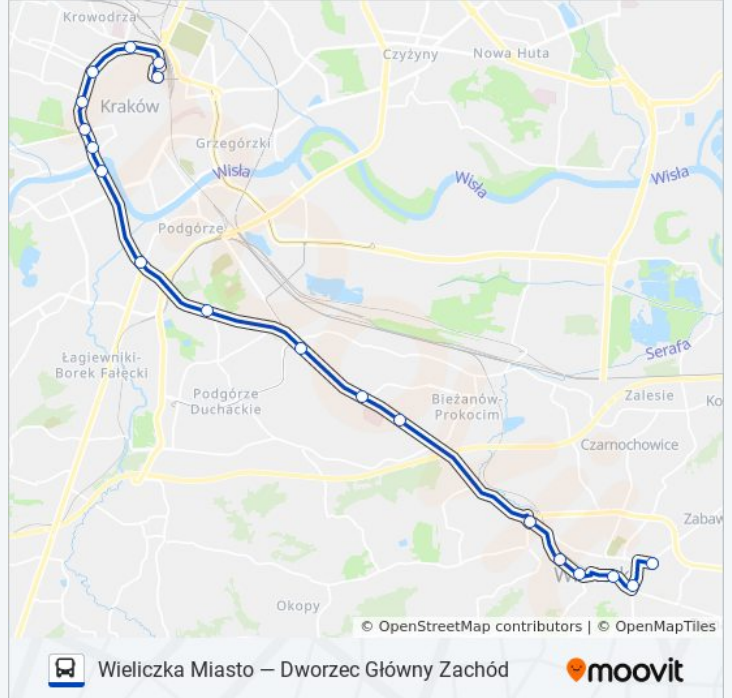 Krowodrza
Czyżyny
Nowa Huta
Kraków
Grzegórzki
Wisła
Wisła
Wisła
Podgórze
Serafa
Łagiewniki-
Borek Fałęcki
Podgórze
Duchackie
Bieżanów-
Prokocim
Zalesie
Czarnochowice
Okopy
© OpenStreetMap contributors | © OpenMapTiles
Wieliczka Miasto — Dworzec Główny Zachód
moovit